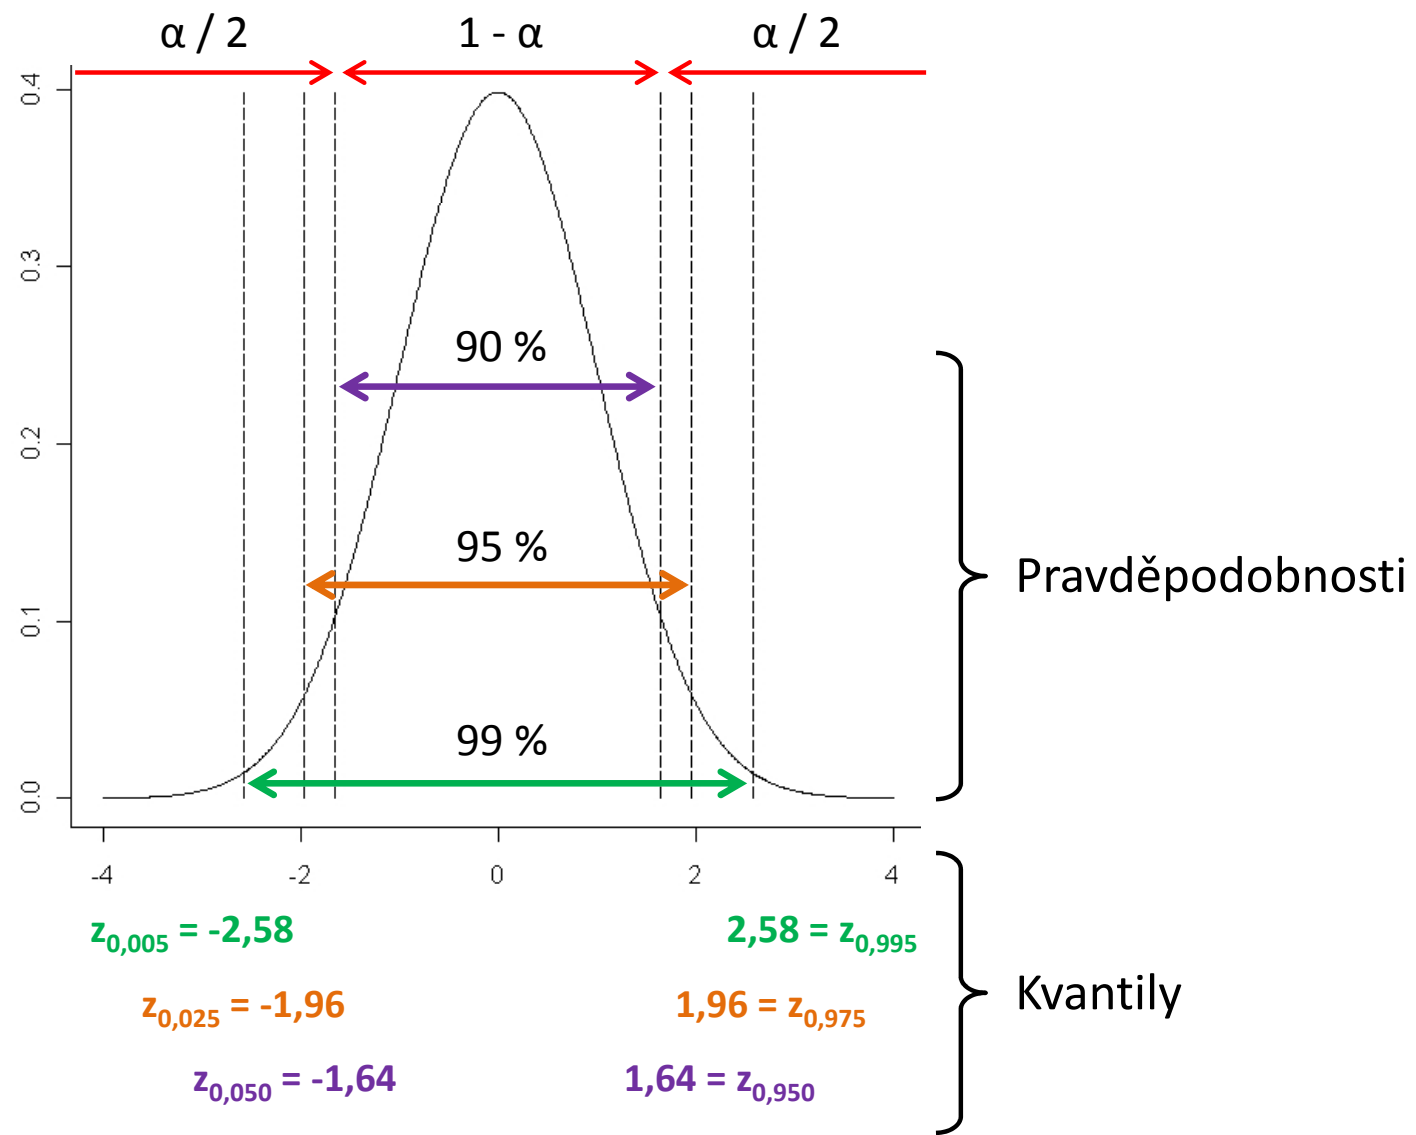 α / 2 1 - α α / 2
0.4
0.3
90 %
0.2
95 %
Pravděpodobnosti
0.1
99 %
0.0
-4 -2 0 2 4
z0,005 = -2,58 2,58 = z0,995
z0,025 = -1,96 1,96 = z0,975
Kvantily
z0,050 = -1,64 1,64 = z0,950